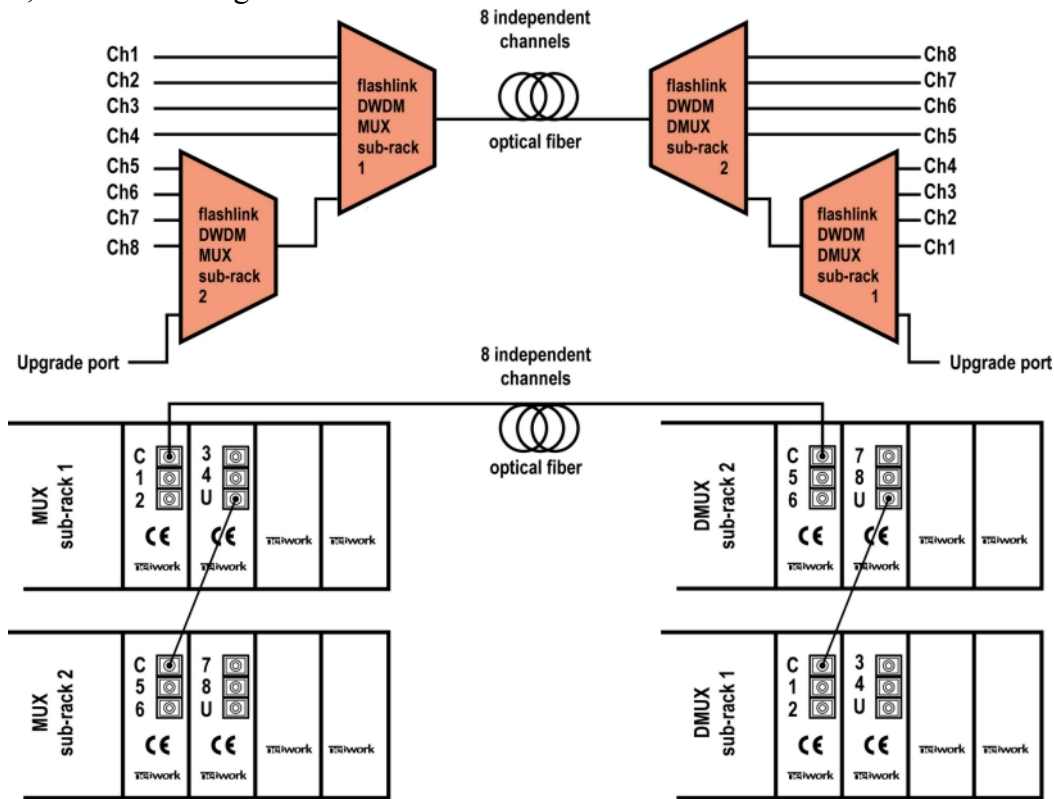 8 independent
channels
optical fiber
Ch1
Ch2
Ch3
Ch4
Ch5
Ch6
Ch7
Ch8
flashlink
DWDM
MUX
sub-rack
1
flashlink
DWDM
MUX
sub-rack
2
Upgrade port
flashlink
DWDM
DMUX
sub-rack
2
flashlink
DWDM
DMUX
sub-rack
1
Ch8
Ch7
Ch6
Ch5
Ch4
Ch3
Ch2
Ch1
Upgrade port
8 independent
channels
optical fiber
MUX
sub-rack 1
C
1
2
3
4
U
CE
CE
MUX
sub-rack 2
C
5
6
7
8
U
CE
CE
DMUX
sub-rack 2
C
5
6
7
8
U
CE
CE
DMUX
sub-rack 1
C
1
2
3
4
U
CE
CE